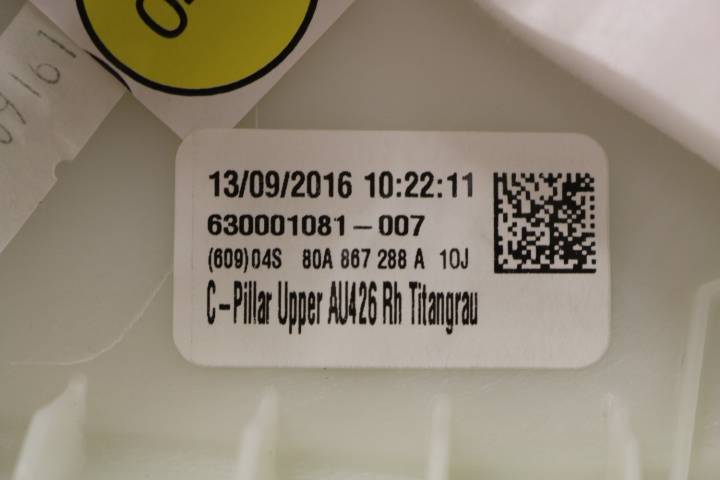 13/09/2016 10:22:11
630001081-007
(609)04S 80A 867 288 A 10J
C-Pillar Upper AU426 Rh Titangrau
09161